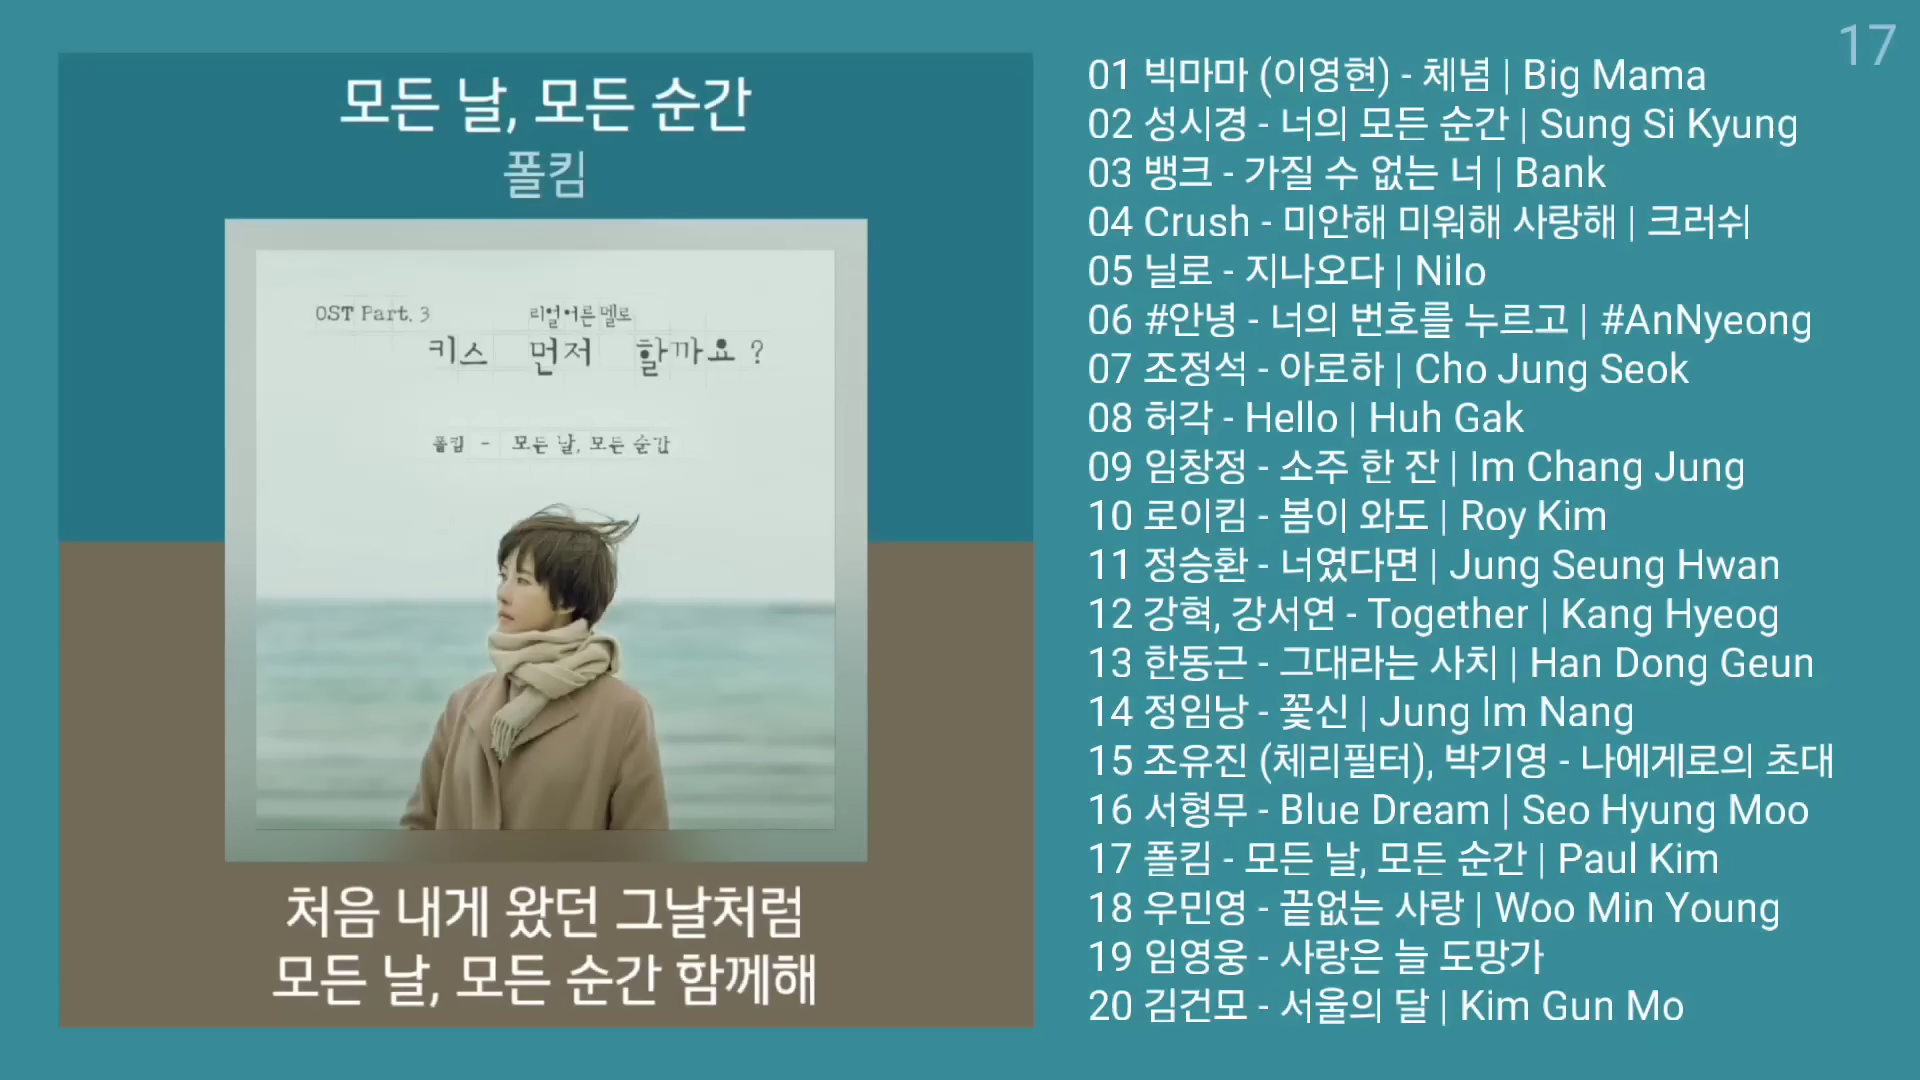 모든 날, 모든 순간
폴킴
OST Part. 3
리얼어른멜로
키스 먼저 할까요?
폴킴 - 모든 날, 모든 순간
처음 내게 왔던 그날처럼
모든 날, 모든 순간 함께해
17
01 빅마마 (이영현) - 체념 | Big Mama
02 성시경 - 너의 모든 순간 | Sung Si Kyung
03 뱅크 - 가질 수 없는 너 | Bank
04 Crush - 미안해 미워해 사랑해 | 크러쉬
05 닐로 - 지나오다 | Nilo
06 #안녕 - 너의 번호를 누르고 | #AnNyeong
07 조정석 - 아로하 | Cho Jung Seok
08 허각 - Hello | Huh Gak
09 임창정 - 소주 한 잔 | Im Chang Jung
10 로이킴 - 봄이 와도 | Roy Kim
11 정승환 - 너였다면 | Jung Seung Hwan
12 강혁, 강서연 - Together | Kang Hyeog
13 한동근 - 그대라는 사치 | Han Dong Geun
14 정임낭 - 꽃신 | Jung Im Nang
15 조유진 (체리필터), 박기영 - 나에게로의 초대
16 서형무 - Blue Dream | Seo Hyung Moo
17 폴킴 - 모든 날, 모든 순간 | Paul Kim
18 우민영 - 끝없는 사랑 | Woo Min Young
19 임영웅 - 사랑은 늘 도망가
20 김건모 - 서울의 달 | Kim Gun Mo